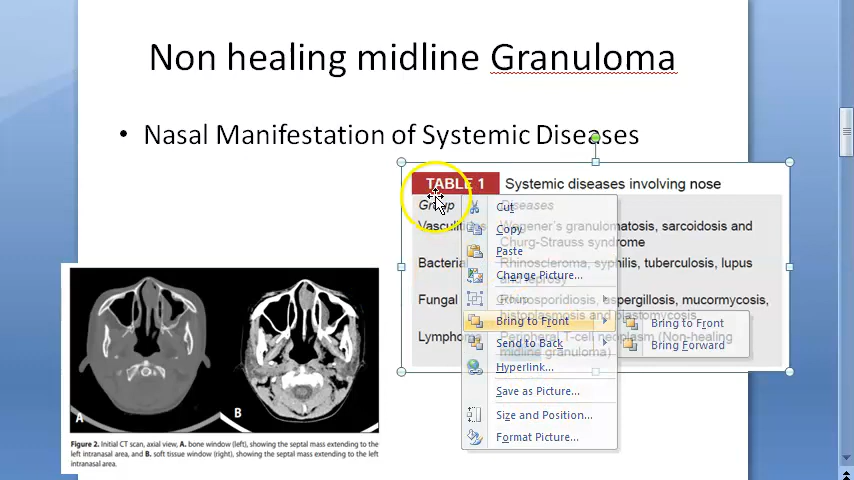 Non healing midline Granuloma
• Nasal Manifestation of Systemic Diseases
TABLE 1 Systemic diseases involving nose
Group Diseases
Vasculitis Wegener's granulomatosis, sarcoidosis and
Churg-Strauss syndrome
Bacterial Rhinoscleroma, syphilis, tuberculosis, lupus
and leprosy
Fungal Rhinosporidiosis, aspergillosis, mucormycosis,
histoplasmosis and blastomycosis
Lymphoma Peripheral T-cell neoplasm (Non-healing
midline granuloma)
Cut
Copy
Paste
Change Picture...
Group
Bring to Front
Send to Back
Hyperlink...
Save as Picture...
Size and Position...
Format Picture...
Bring to Front
Bring Forward
A
B
Figure 2. Initial CT scan, axial view, A. bone window (left), showing the septal mass extending to the
left intranasal area, and B. soft tissue window (right), showing the septal mass extending to the left
intranasal area.